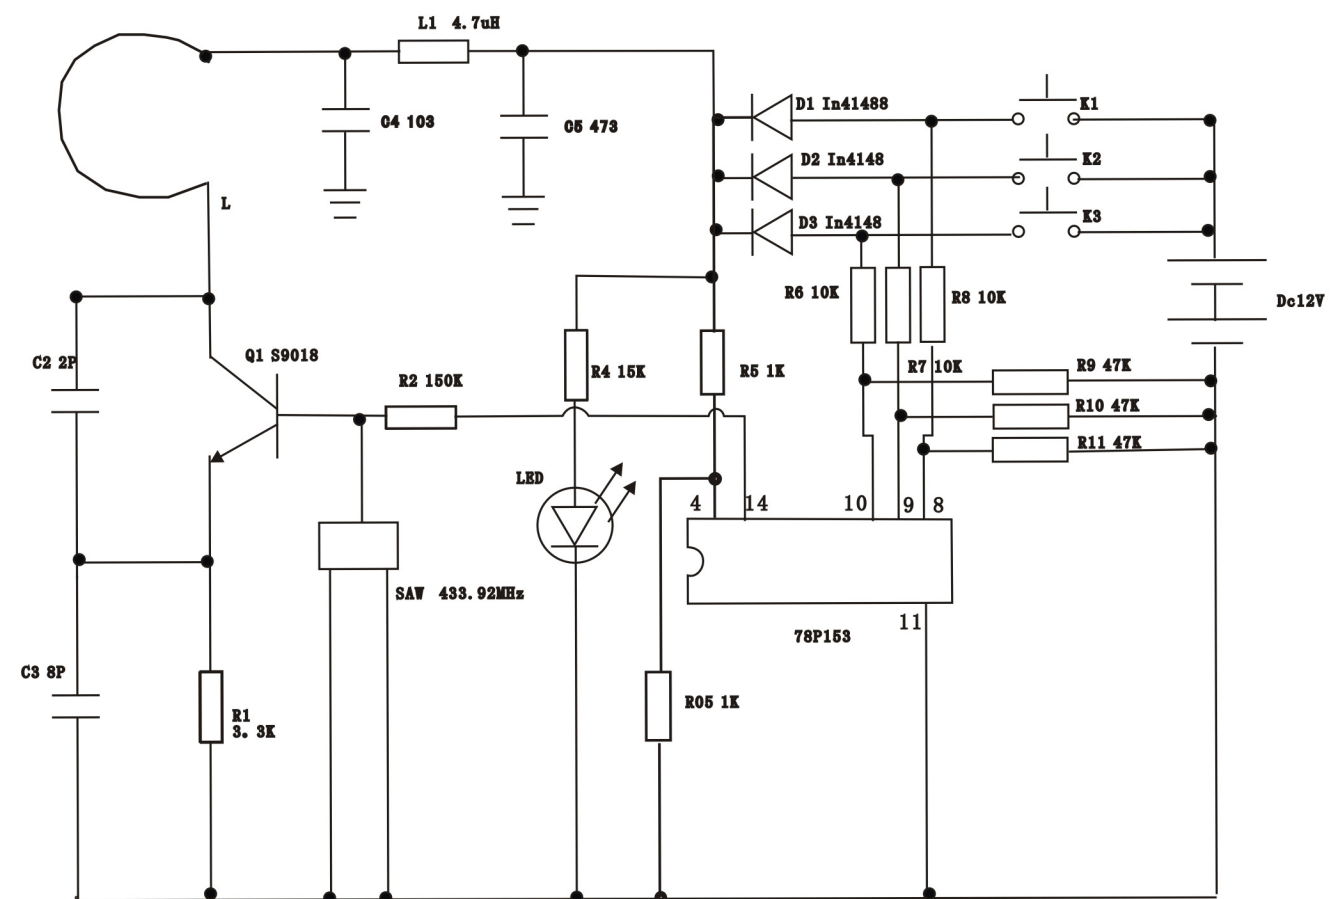 L1 4.7uH
C4 103
C5 473
D1 In41488
K1
D2 In4148
K2
D3 In4148
K3
L
R6 10K
R8 10K
Dc12V
Q1 S9018
C2 2P
R2 150K
R4 15K
R5 1K
R7 10K
R9 47K
R10 47K
R11 47K
LED
4
14
10
9
8
SAW 433.92MHz
11
78P153
C3 8P
R1
3.3K
R05 1K